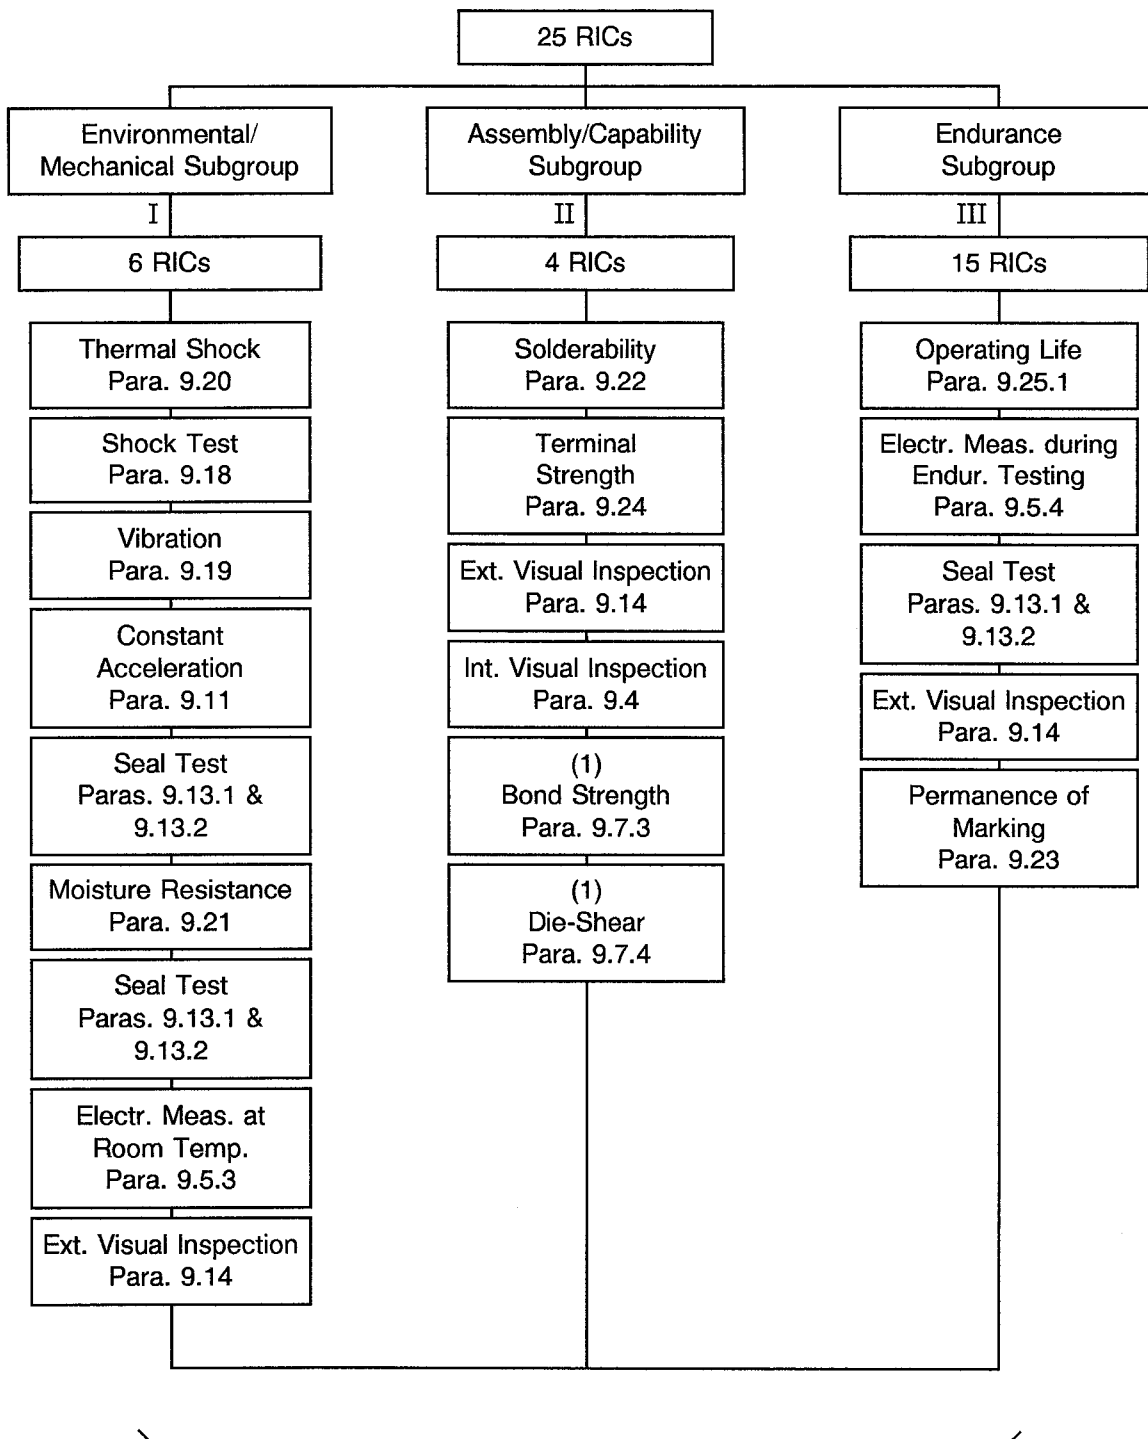 25 RICs
Environmental/
Mechanical Subgroup
I
6 RICs
Thermal Shock
Para. 9.20
Shock Test
Para. 9.18
Vibration
Para. 9.19
Constant
Acceleration
Para. 9.11
Seal Test
Paras. 9.13.1 &
9.13.2
Moisture Resistance
Para. 9.21
Seal Test
Paras. 9.13.1 &
9.13.2
Electr. Meas. at
Room Temp.
Para. 9.5.3
Ext. Visual Inspection
Para. 9.14
Assembly/Capability
Subgroup
II
4 RICs
Solderability
Para. 9.22
Terminal
Strength
Para. 9.24
Ext. Visual Inspection
Para. 9.14
Int. Visual Inspection
Para. 9.4
(1)
Bond Strength
Para. 9.7.3
(1)
Die-Shear
Para. 9.7.4
Endurance
Subgroup
III
15 RICs
Operating Life
Para. 9.25.1
Electr. Meas. during
Endur. Testing
Para. 9.5.4
Seal Test
Paras. 9.13.1 &
9.13.2
Ext. Visual Inspection
Para. 9.14
Permanence of
Marking
Para. 9.23